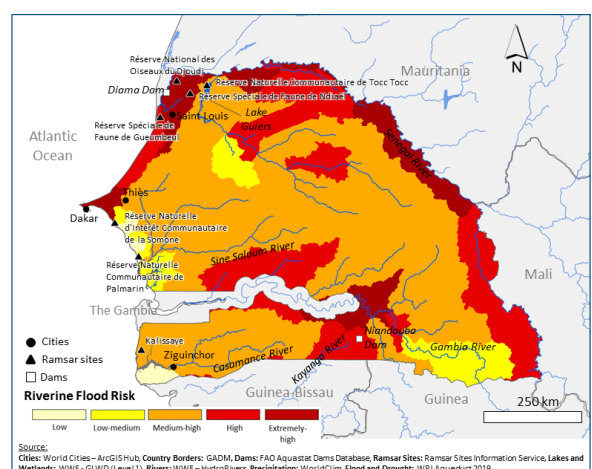 Réserve National des
Oiseaux du Djoudj
Réserve Naturelle Communautaire de Tocc Tocc
Diama Dam
Réserve Spéciale de Faune de Ndiael
Mauritania
N
Lake
Guiers
Saint Louis
Réserve Spéciale de
Faune de Gueumbeul
Atlantic
Ocean
Senegal River
Thiès
Dakar
Réserve Naturelle
d'Intérêt Communautaire
de la Somone
Sine Saloum River
Réserve Naturelle
Communautaire de
Palmarin
Mali
The Gambia
Niandouba
Dam
Gambia River
Kalissaye
Ziguinchor
Casamance River
Kayanga River
Guinea-Bissau
Guinea
Cities
Ramsar sites
Dams
Riverine Flood Risk
Low
Low-medium
Medium-high
High
Extremely-
high
250 km
Source:
Cities: World Cities – ArcGIS Hub, Country Borders: GADM, Dams: FAO Aquastat Dams Database, Ramsar Sites: Ramsar Sites Information Service, Lakes and
Wetlands: WWF - GLWD (Level 1), Rivers: WWF – HydroRivers, Precipitation: WorldClim, Flood and Drought: WRI Aqueduct 2019